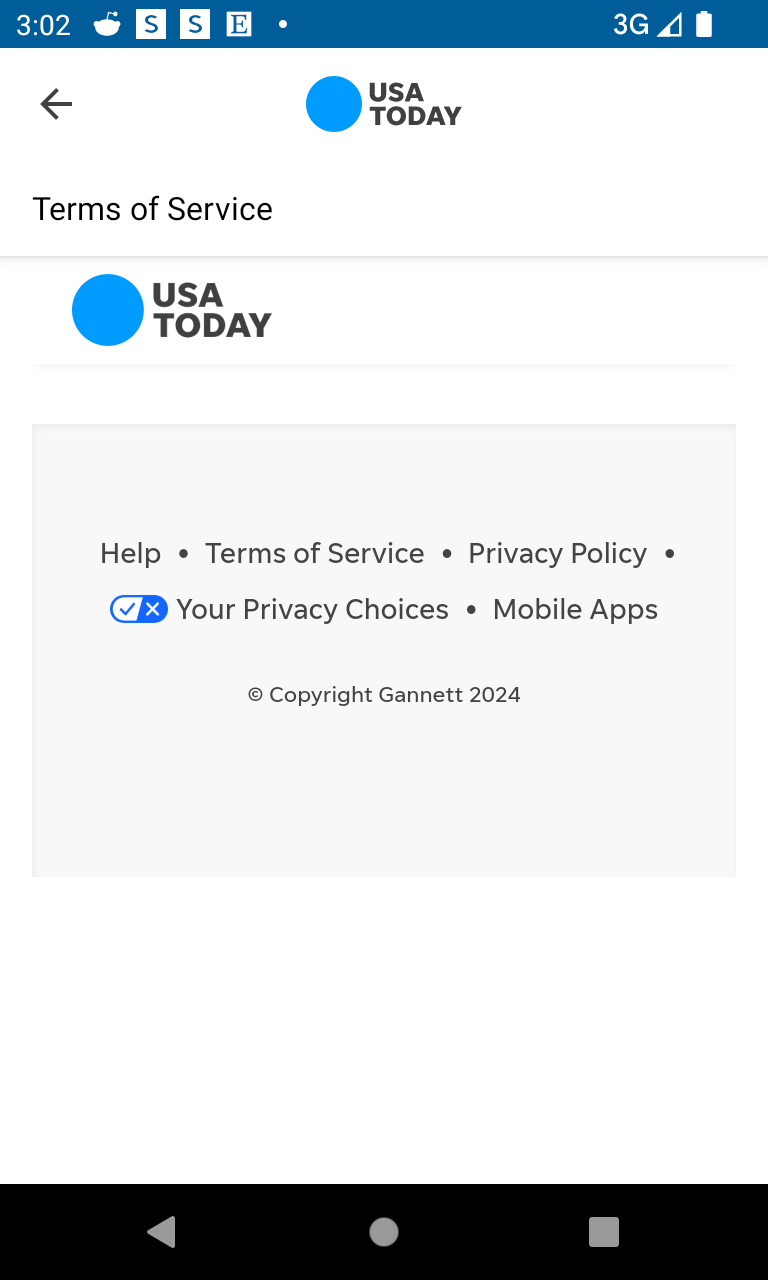 3:02 S S E 3G
USA
TODAY
Terms of Service
USA
TODAY
Help • Terms of Service • Privacy Policy •
Your Privacy Choices • Mobile Apps
© Copyright Gannett 2024